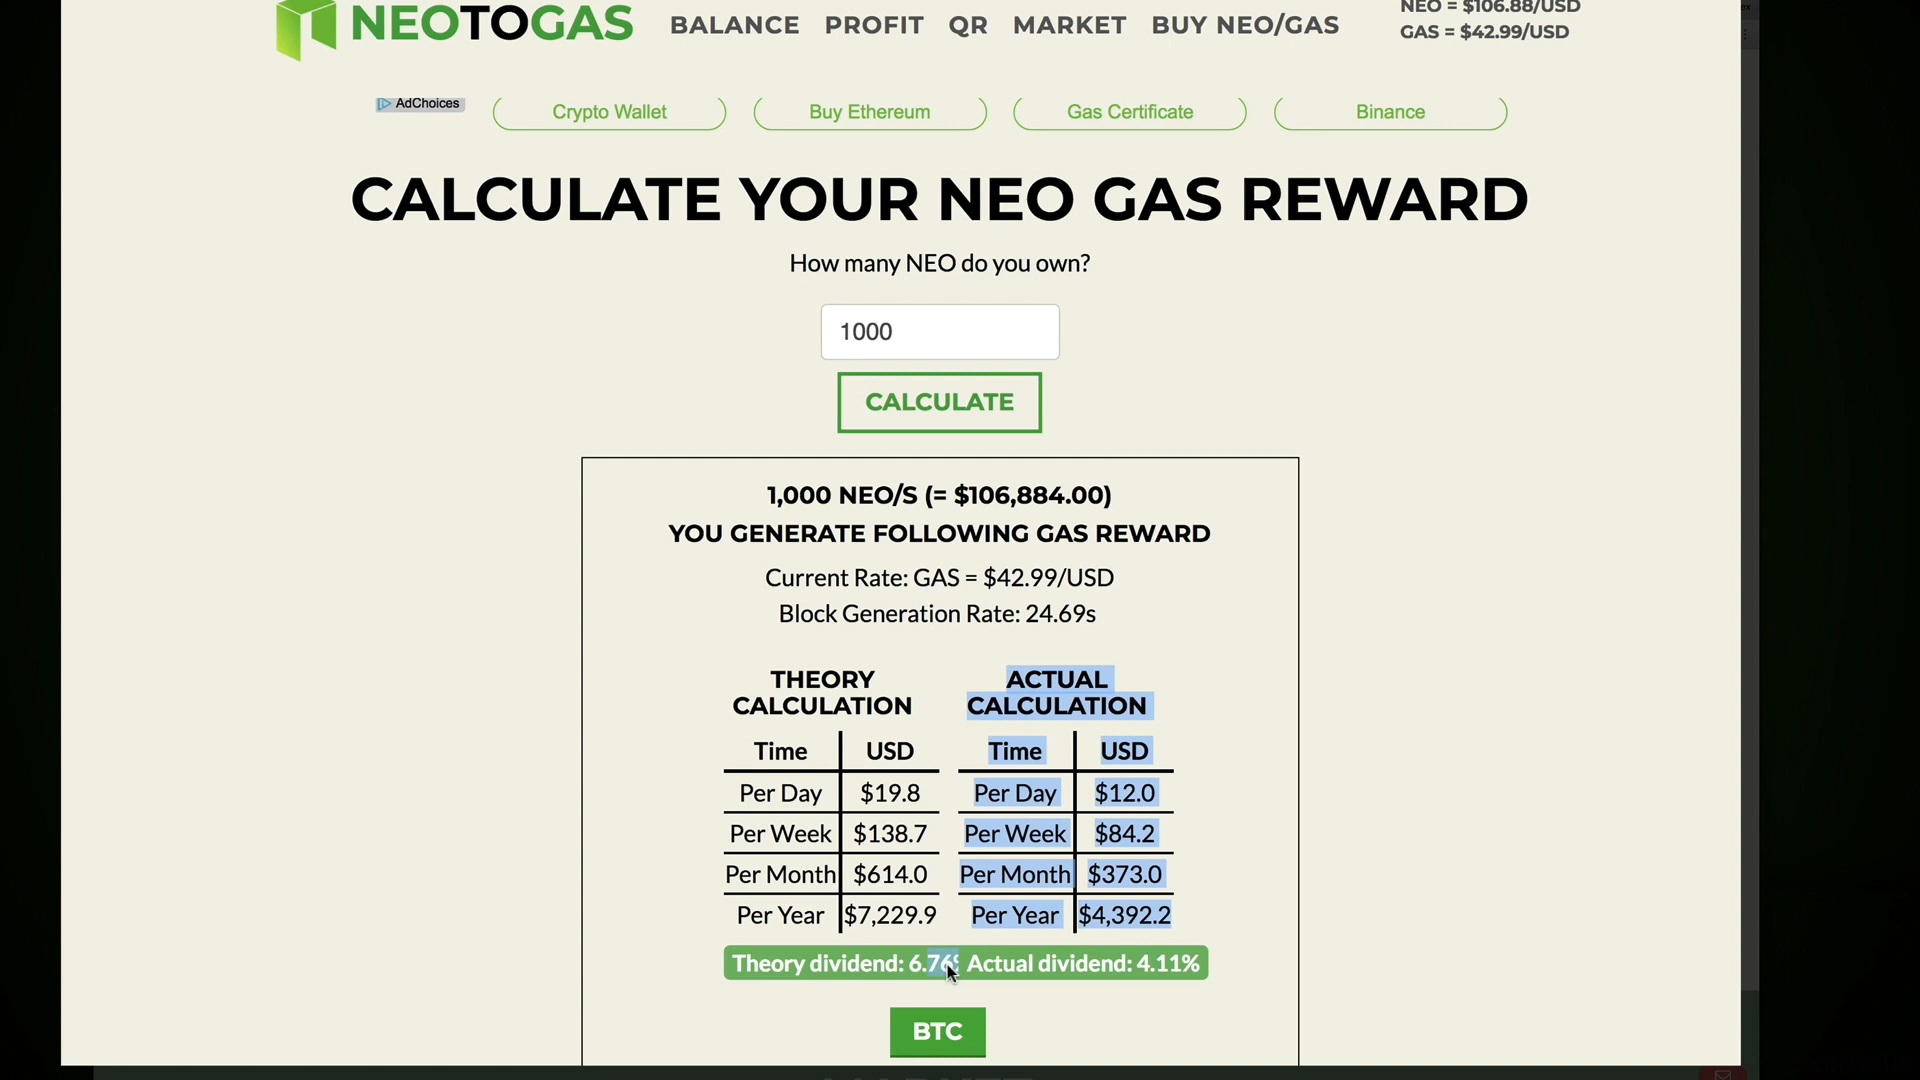 NEOTOGAS
BALANCE PROFIT QR MARKET BUY NEO/GAS
NEO = $106.88/USD
GAS = $42.99/USD
AdChoices
Crypto Wallet
Buy Ethereum
Gas Certificate
Binance
CALCULATE YOUR NEO GAS REWARD
How many NEO do you own?
1000
CALCULATE
1,000 NEO/S (= $106,884.00)
YOU GENERATE FOLLOWING GAS REWARD
Current Rate: GAS = $42.99/USD
Block Generation Rate: 24.69s
THEORY
CALCULATION
Time USD
Per Day $19.8
Per Week $138.7
Per Month $614.0
Per Year $7,229.9
Theory dividend: 6.76%
ACTUAL
CALCULATION
Time USD
Per Day $12.0
Per Week $84.2
Per Month $373.0
Per Year $4,392.2
Actual dividend: 4.11%
BTC